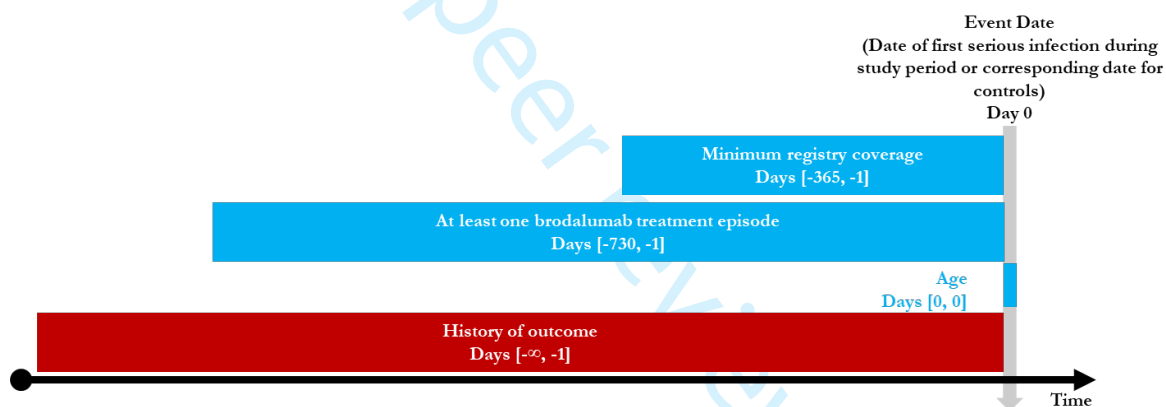 Event Date
(Date of first serious infection during
study period or corresponding date for
controls)
Day 0
Minimum registry coverage
Days [-365, -1]
At least one brodalumab treatment episode
Days [-730, -1]
Age
Days [0, 0]
History of outcome
Days [-∞, -1]
Time
peer review